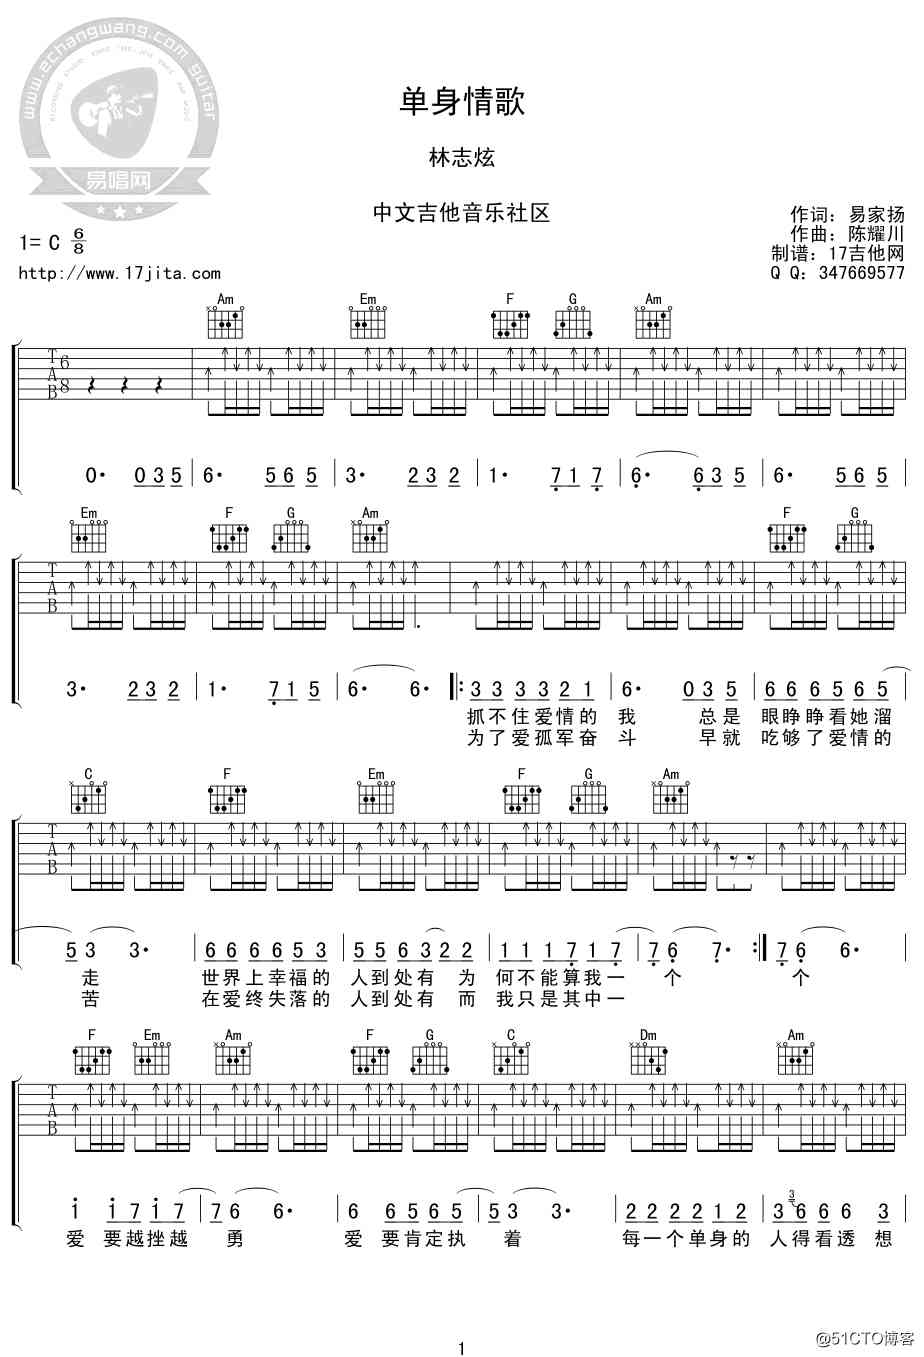 www.echangwang.com guitar
易唱网
单身情歌
林志炫
中文吉他音乐社区
1= C 6/8
http://www.17jita.com
作词: 易家扬
作曲: 陈耀川
制谱: 17吉他网
Q Q: 347669577
Am Em F G Am
T A B 6 8
0· 0 3 5 6· 5 6 5 3· 2 3 2 1· 7 1 7 6· 6 3 5 6· 5 6 5
Em F G Am F G
T A B
3· 2 3 2 1· 7 1 5 6· 6· 3 3 3 3 2 1 6· 0 3 5 6 6 6 5 6 5
抓不住爱情的 我 总是 眼睁睁看她溜
为了爱孤军奋 斗 早就 吃够了爱情的
C F Em F G Am
T A B
5 3 3· 6 6 6 6 5 3 5 5 6 3 2 2 1 1 1 7 1 7 7 6 7· 7 6 6·
走 世界上幸福的 人到处有 为 何不能算我一 个 个
苦 在爱终失落的 人到处有 而 我只是其中一
F Em Am F G C Dm Am
T A B
1 1 7 1 7 7 6 6· 6 6 5 6 5 5 3 3· 2 2 2 2 1 2 3 3 6 6 6 3
爱 要越挫越 勇 爱 要肯定执 着 每一个单身的 人得看透 想
1
@51CTO博客